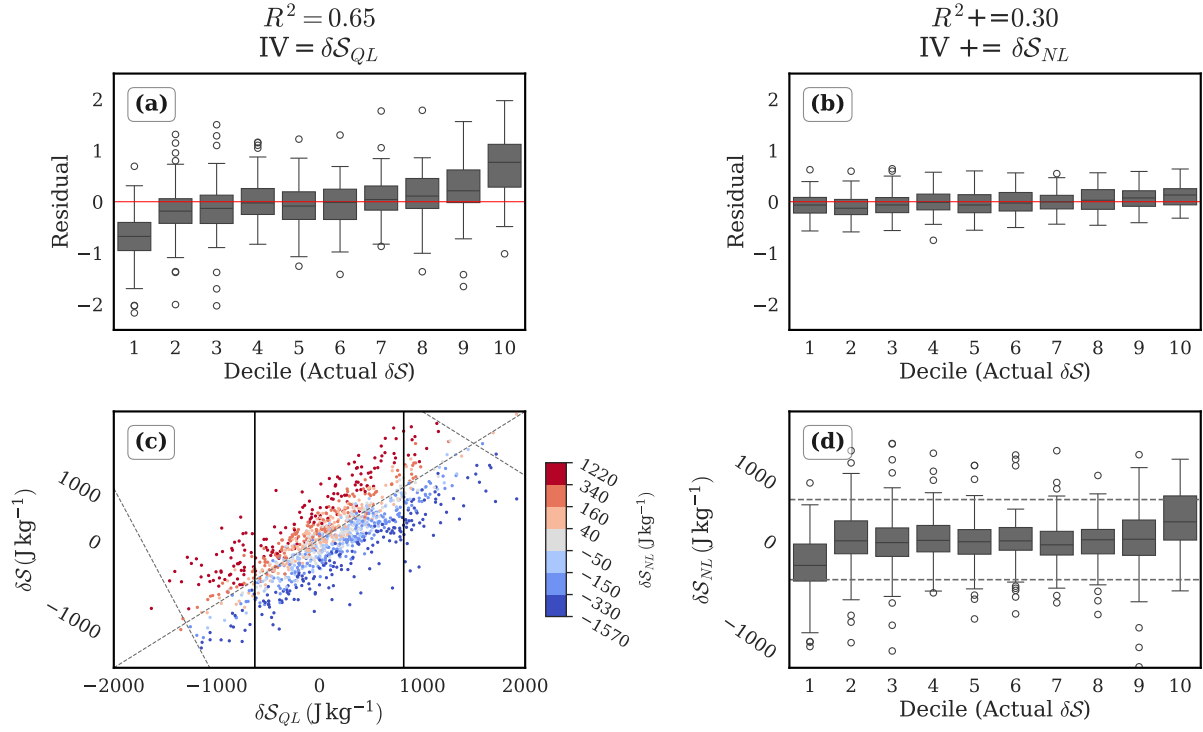 R² = 0.65
IV = δS_QL
R² += 0.30
IV += δS_NL
(a)
Residual
2
1
0
−1
−2
1 2 3 4 5 6 7 8 9 10
Decile (Actual δS)
(b)
Residual
2
1
0
−1
−2
1 2 3 4 5 6 7 8 9 10
Decile (Actual δS)
(c)
δS (J kg⁻¹)
1000
0
−1000
−2000 −1000 0 1000 2000
δS_QL (J kg⁻¹)
1220
340
160
40
−50
−150
−330
−1570
δS_NL (J kg⁻¹)
(d)
δS_NL (J kg⁻¹)
1000
0
−1000
1 2 3 4 5 6 7 8 9 10
Decile (Actual δS)